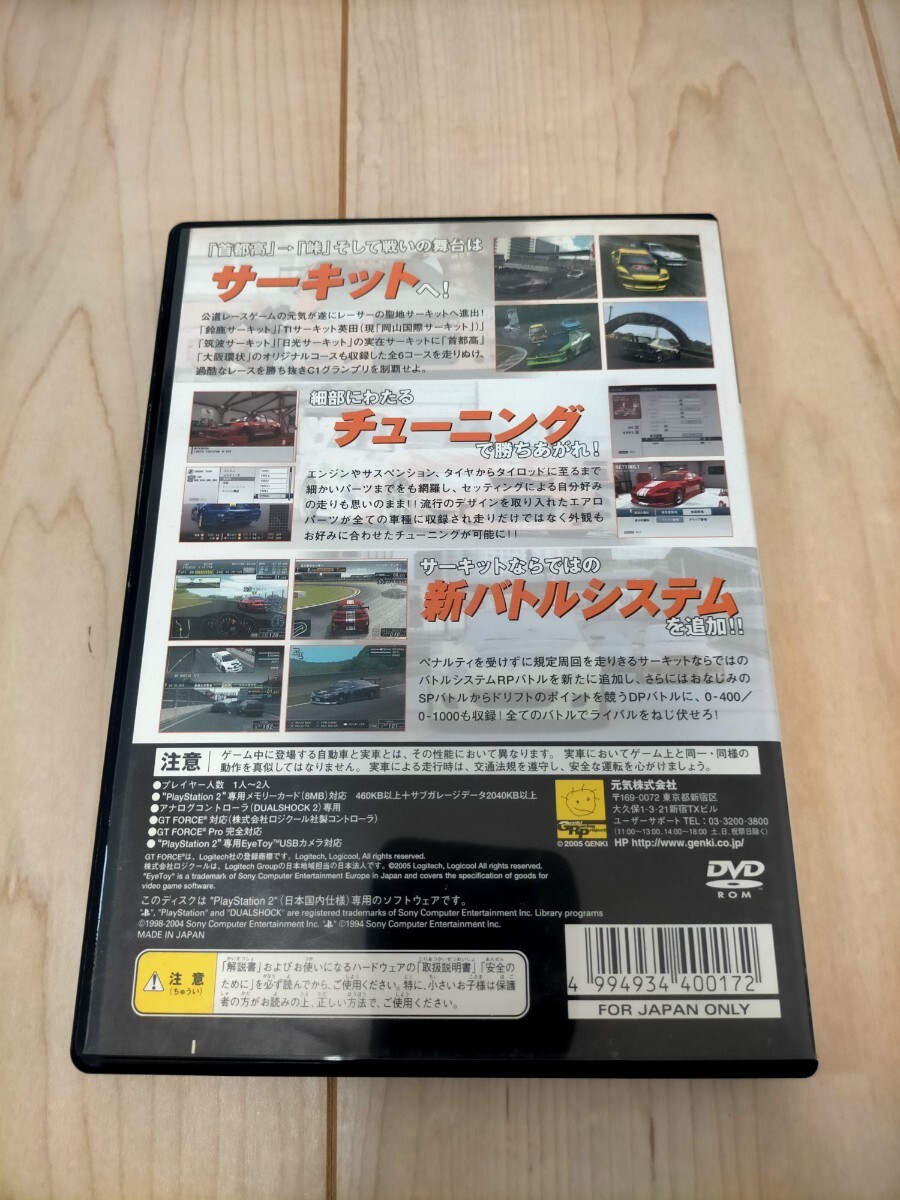 「首都高」→「峠」そして戦いの舞台は
サーキットへ!
公道レースゲームの元気が遂にレーサーの聖地サーキットへ進出!
「鈴鹿サーキット」「TIサーキット英田(現「岡山国際サーキット」)」
「筑波サーキット」「日光サーキット」の実在サーキットに「首都高」
「大阪環状」のオリジナルコースも収録した全6コースを走りぬけ、
過酷なレースを勝ち抜きC1グランプリを制覇せよ。
細部にわたる
チューニング
で勝ちあがれ!
エンジンやサスペンション、タイヤからタイロッドに至るまで
細かいパーツまでをも網羅し、セッティングによる自分好み
の走りも思いのまま!! 流行のデザインを取り入れたエアロ
パーツが全ての車種に収録され走りだけではなく外観も
お好みに合わせたチューニングが可能に!!
サーキットならではの
新バトルシステム
を追加!!
ペナルティを受けずに規定周回を走りきるサーキットならではの
バトルシステムRPバトルを新たに追加し、さらにはおなじみの
SPバトルからドリフトのポイントを競うDPバトルに、0-400/
0-1000も収録! 全てのバトルでライバルをねじ伏せろ!
注意
ゲーム中に登場する自動車と実車とは、その性能において異なります。 実車においてゲーム上と同一・同様の
動作を真似してはなりません。 実車による走行時は、交通法規を遵守し、安全な運転を心がけましょう。
●プレイヤー人数 1人〜2人
●"PlayStation 2"専用メモリーカード(8MB)対応 460KB以上+サブガレージデータ2040KB以上
●アナログコントローラ(DUALSHOCK 2)専用
●GT FORCE®対応(株式会社ロジクール社製コントローラ)
●GT FORCE® Pro 完全対応
●"PlayStation 2"専用EyeToy™USBカメラ対応
GT FORCE®は、Logitech社の登録商標です。Logitech, Logicool, All rights reserved.
株式会社ロジクールは、Logitech Groupの日本地域担当の日本法人です。©2005 Logitech, Logicool All rights reserved.
"EyeToy" is a trademark of Sony Computer Entertainment Europe in Japan and covers the specification of goods for
video game software.
このディスクは "PlayStation 2" (日本国内仕様)専用のソフトウェアです。
"PlayStation" and "DUALSHOCK" are registered trademarks of Sony Computer Entertainment Inc. Library programs
©1998-2004 Sony Computer Entertainment Inc. ©1994 Sony Computer Entertainment Inc.
MADE IN JAPAN
©2005 GENKI
元気株式会社
〒169-0072 東京都新宿区
大久保1-3-21新宿TXビル
ユーザーサポート TEL : 03-3200-3800
(11:00〜13:00、14:00〜18:00 土、日、祝祭日除く)
HP http://www.genki.co.jp/
DVD
ROM
注意
(ちゅうい)
「解説書」およびお使いになるハードウェアの「取扱説明書」「安全の
ために」を必ず読んでから、ご使用ください。特に、小さいお子様は保護
者の方がお読みの上、正しい方法で、ご使用ください。
4 994934 400172
FOR JAPAN ONLY